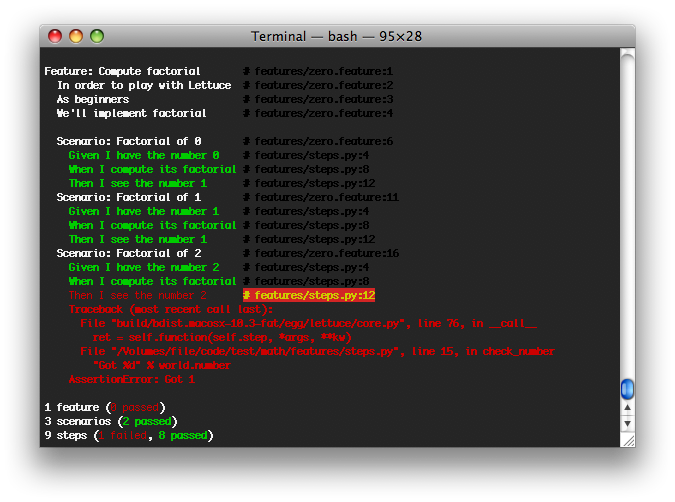 Terminal — bash — 95×28
Feature: Compute factorial # features/zero.feature:1
In order to play with Lettuce # features/zero.feature:2
As beginners # features/zero.feature:3
We'll implement factorial # features/zero.feature:4
Scenario: Factorial of 0 # features/zero.feature:6
Given I have the number 0 # features/steps.py:4
When I compute its factorial # features/steps.py:8
Then I see the number 1 # features/steps.py:12
Scenario: Factorial of 1 # features/zero.feature:11
Given I have the number 1 # features/steps.py:4
When I compute its factorial # features/steps.py:8
Then I see the number 1 # features/steps.py:12
Scenario: Factorial of 2 # features/zero.feature:16
Given I have the number 2 # features/steps.py:4
When I compute its factorial # features/steps.py:8
Then I see the number 2 # features/steps.py:12
Traceback (most recent call last):
File "build/bdist.macosx-10.3-fat/egg/lettuce/core.py", line 76, in __call__
ret = self.function(self.step, *args, **kw)
File "/Volumes/file/code/test/math/features/steps.py", line 15, in check_number
"Got %d" % world.number
AssertionError: Got 1
1 feature (0 passed)
3 scenarios (2 passed)
9 steps (1 failed, 8 passed)